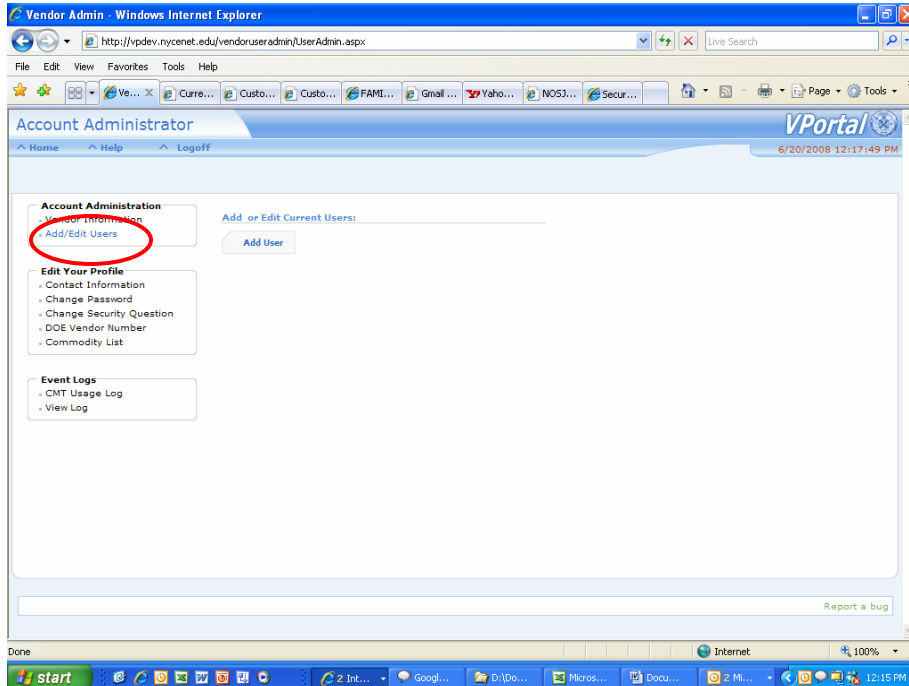 Vendor Admin - Windows Internet Explorer
http://vpdev.nycenet.edu/vendoruseradmin/UserAdmin.aspx
Live Search
File Edit View Favorites Tools Help
Ve... Curre... Custo... Custo... FAMI... Gmail ... Yaho... NOSJ... Secur... Page Tools
Account Administrator
VPortal
Home Help Logoff
6/20/2008 12:17:49 PM
Account Administration
Vendor Information
Add/Edit Users
Add or Edit Current Users:
Add User
Edit Your Profile
Contact Information
Change Password
Change Security Question
DOE Vendor Number
Commodity List
Event Logs
CMT Usage Log
View Log
Report a bug
Done
Internet
100%
start
2 Int... Googl... D:\Do... Micros... Docu... 2 Mi... 12:15 PM